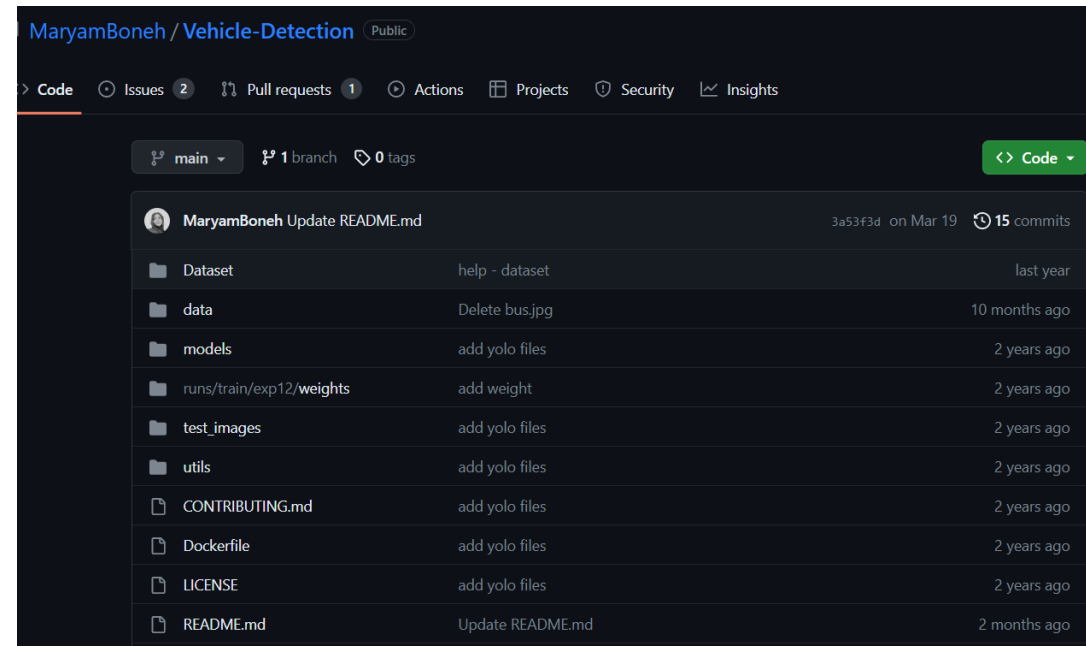 MaryamBoneh / Vehicle-Detection Public
<> Code Issues 2 Pull requests 1 Actions Projects Security Insights
main 1 branch 0 tags <> Code
MaryamBoneh Update README.md 3a53f3d on Mar 19 15 commits
Dataset help - dataset last year
data Delete bus.jpg 10 months ago
models add yolo files 2 years ago
runs/train/exp12/weights add weight 2 years ago
test_images add yolo files 2 years ago
utils add yolo files 2 years ago
CONTRIBUTING.md add yolo files 2 years ago
Dockerfile add yolo files 2 years ago
LICENSE add yolo files 2 years ago
README.md Update README.md 2 months ago